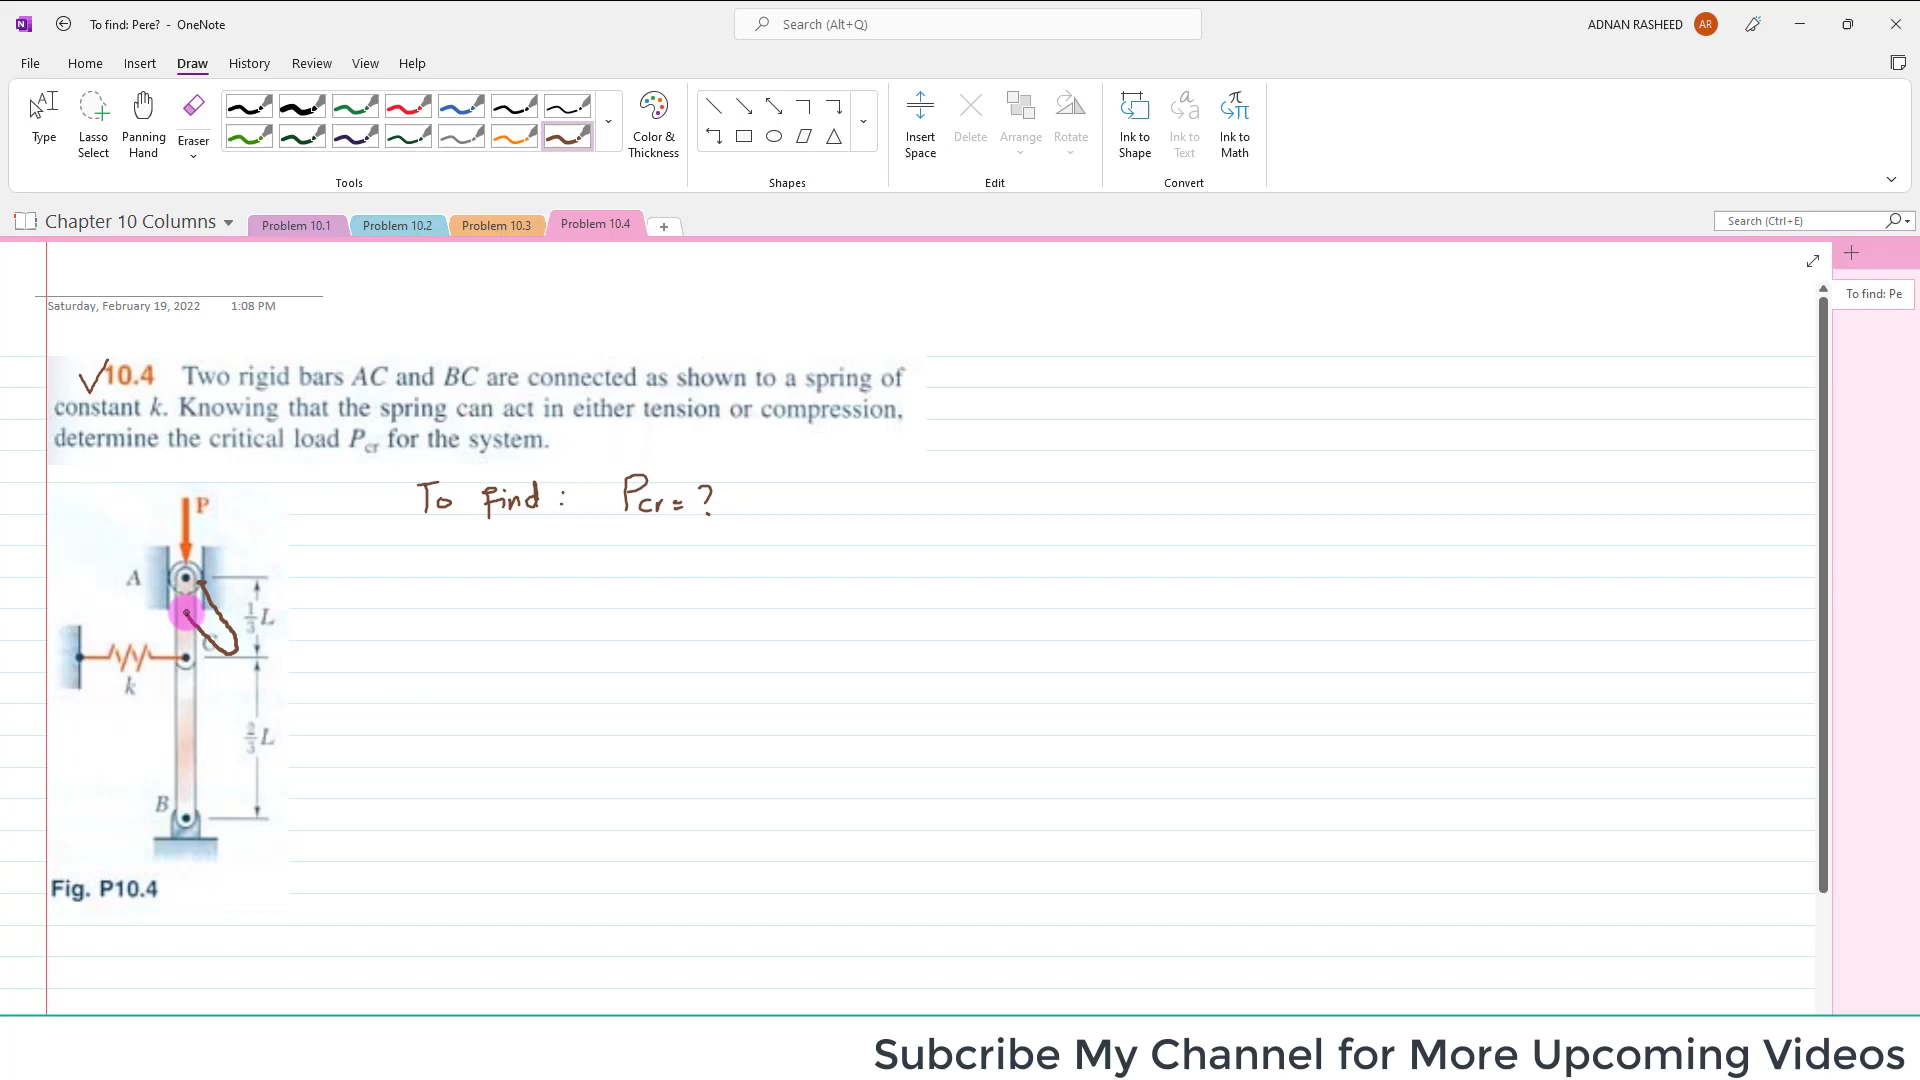 To find: Pere? - OneNote
Search (Alt+Q)
ADNAN RASHEED AR
File Home Insert Draw History Review View Help
Type
Lasso Select
Panning Hand
Eraser
Color & Thickness
Insert Space
Delete
Arrange
Rotate
Ink to Shape
Ink to Text
Ink to Math
Tools
Shapes
Edit
Convert
Chapter 10 Columns
Problem 10.1
Problem 10.2
Problem 10.3
Problem 10.4
Search (Ctrl+E)
To find: Pe
Saturday, February 19, 2022 1:08 PM
10.4 Two rigid bars AC and BC are connected as shown to a spring of
constant k. Knowing that the spring can act in either tension or compression,
determine the critical load Pcr for the system.
To find : Pcr = ?
P
A
1/3 L
C
k
2/3 L
B
Fig. P10.4
Subcribe My Channel for More Upcoming Videos